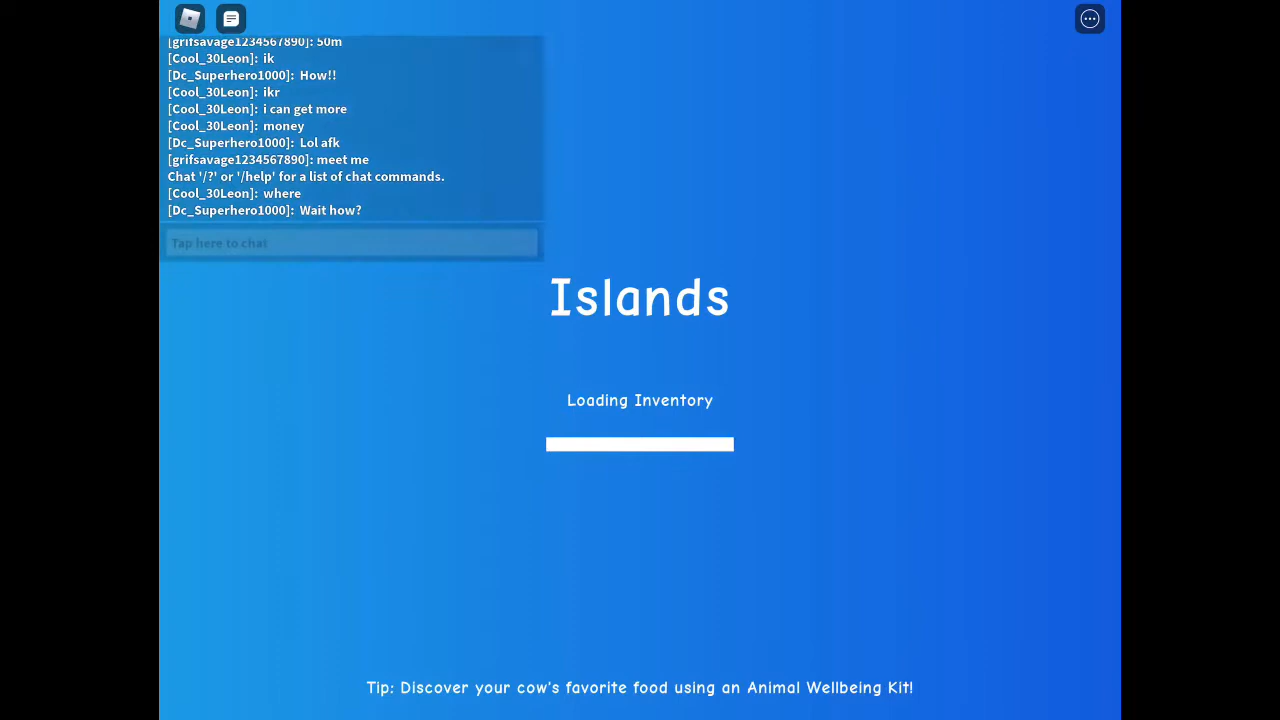 [grifsavage1234567890]: 50m
[Cool_30Leon]: ik
[Dc_Superhero1000]: How!!
[Cool_30Leon]: ikr
[Cool_30Leon]: i can get more
[Cool_30Leon]: money
[Dc_Superhero1000]: Lol afk
[grifsavage1234567890]: meet me
Chat '/?' or '/help' for a list of chat commands.
[Cool_30Leon]: where
[Dc_Superhero1000]: Wait how?
Tap here to chat
Islands
Loading Inventory
Tip: Discover your cow's favorite food using an Animal Wellbeing Kit!